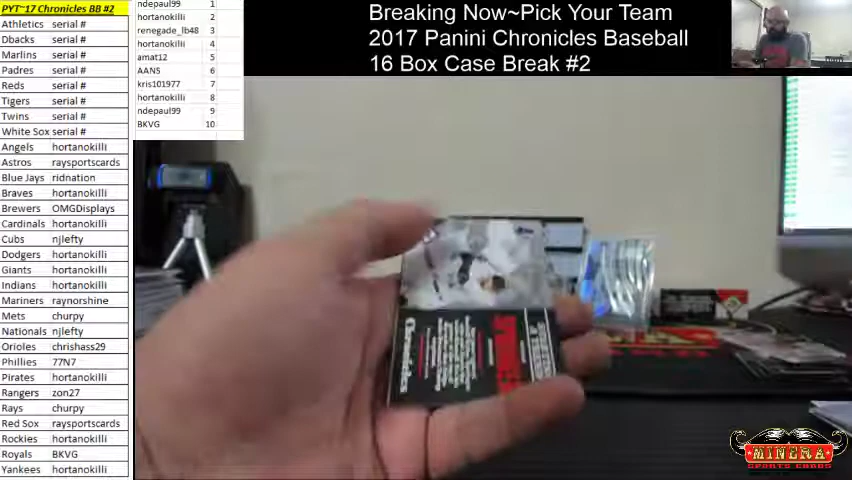 PYT~17 Chronicles BB #2
Athletics serial #
Dbacks serial #
Marlins serial #
Padres serial #
Reds serial #
Tigers serial #
Twins serial #
White Sox serial #
Angels hortanokilli
Astros raysportscards
Blue Jays ridnation
Braves hortanokilli
Brewers OMGDisplays
Cardinals hortanokilli
Cubs njlefty
Dodgers hortanokilli
Giants hortanokilli
Indians hortanokilli
Mariners raynorshine
Mets churpy
Nationals njlefty
Orioles chrishass29
Phillies 77N7
Pirates hortanokilli
Rangers zon27
Rays churpy
Red Sox raysportscards
Rockies hortanokilli
Royals BKVG
Yankees hortanokilli
ndepaul99 1
hortanokilli 2
renegade_lb48 3
hortanokilli 4
amat12 5
AAN5 6
kris101977 7
hortanokilli 8
ndepaul99 9
BKVG 10
Breaking Now~Pick Your Team
2017 Panini Chronicles Baseball
16 Box Case Break #2
Chronicles
MINERA
SPORTS CARDS